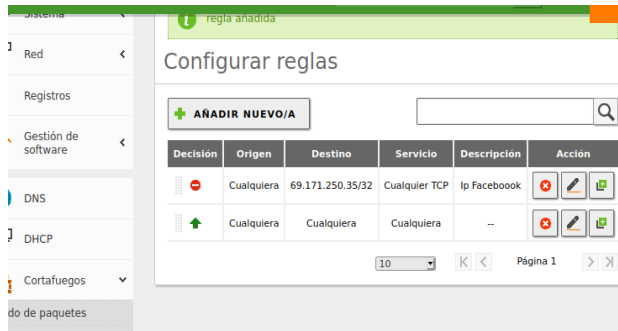 Sistema
regla añadida
Red
Configurar reglas
Registros
AÑADIR NUEVO/A
Gestión de
software
Decisión Origen Destino Servicio Descripción Acción
Cualquiera 69.171.250.35/32 Cualquier TCP Ip Faceboook
DNS
Cualquiera Cualquiera Cualquiera --
DHCP
10 Página 1
Cortafuegos
do de paquetes